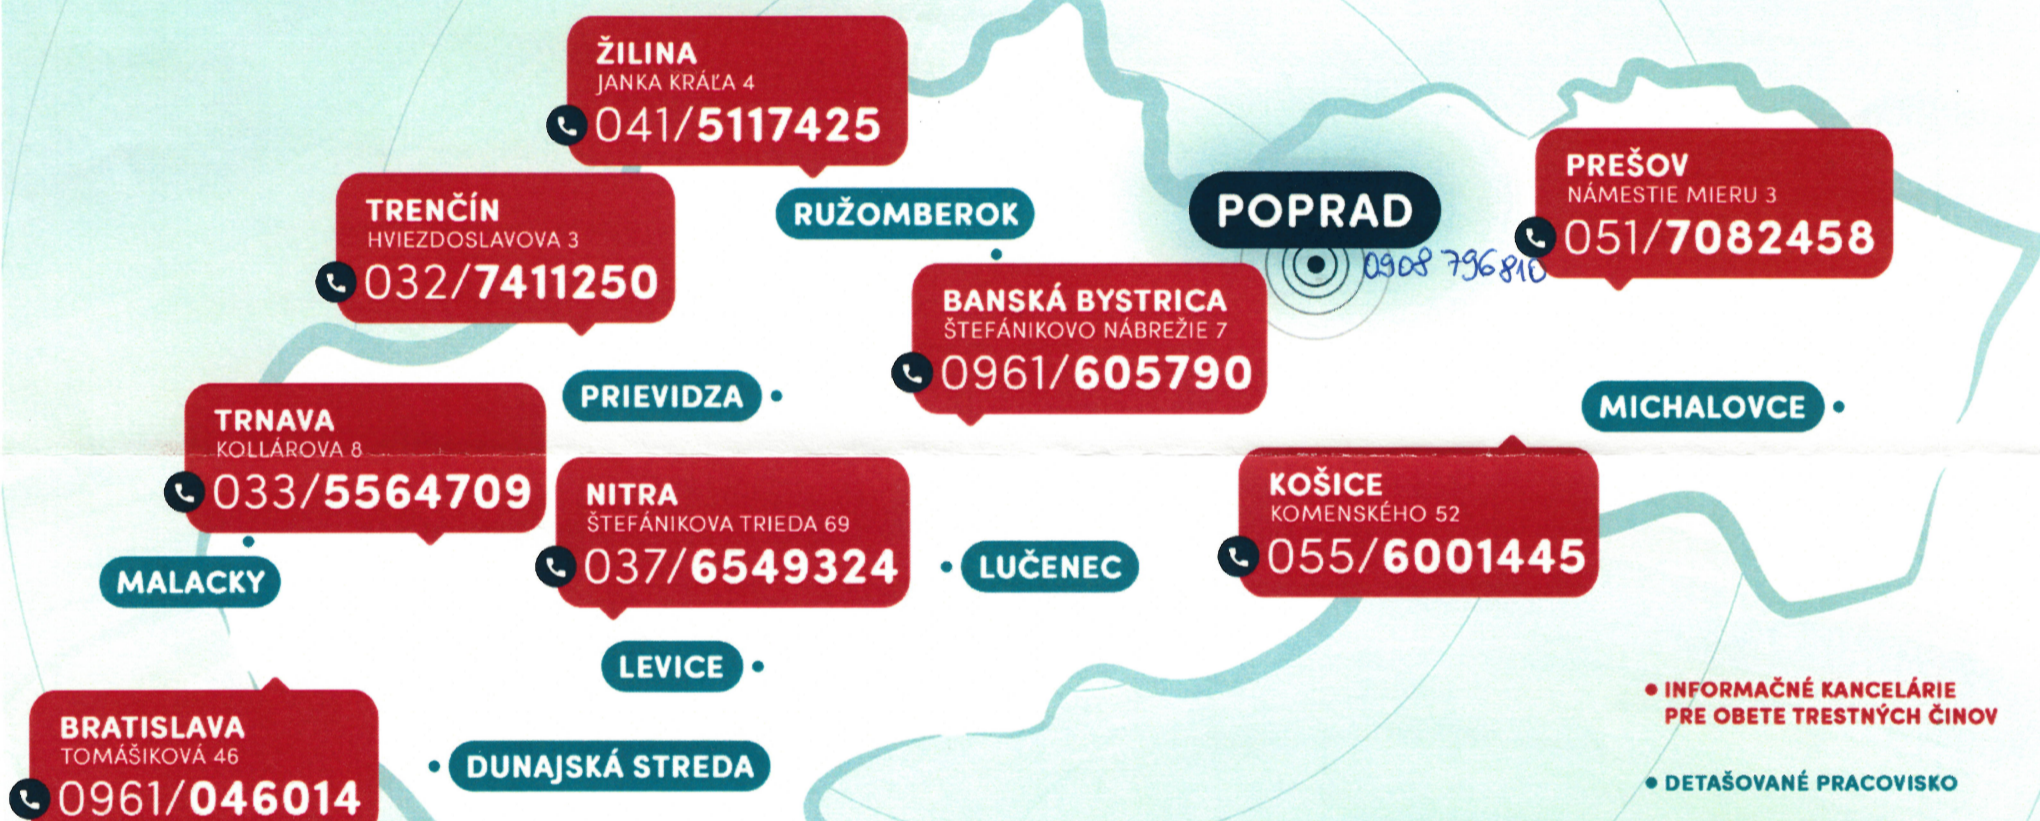 ŽILINA
JANKA KRÁĽA 4
041/5117425
TRENČÍN
HVIEZDOSLAVOVA 3
032/7411250
RUŽOMBEROK
POPRAD
0908 796810
PREŠOV
NÁMESTIE MIERU 3
051/7082458
BANSKÁ BYSTRICA
ŠTEFÁNIKOVO NÁBREŽIE 7
0961/605790
PRIEVIDZA
MICHALOVCE
TRNAVA
KOLLÁROVA 8
033/5564709
NITRA
ŠTEFÁNIKOVA TRIEDA 69
037/6549324
KOŠICE
KOMENSKÉHO 52
055/6001445
MALACKY
LUČENEC
LEVICE
BRATISLAVA
TOMÁŠIKOVÁ 46
0961/046014
DUNAJSKÁ STREDA
INFORMAČNÉ KANCELÁRIE
PRE OBETE TRESTNÝCH ČINOV
DETAŠOVANÉ PRACOVISKO